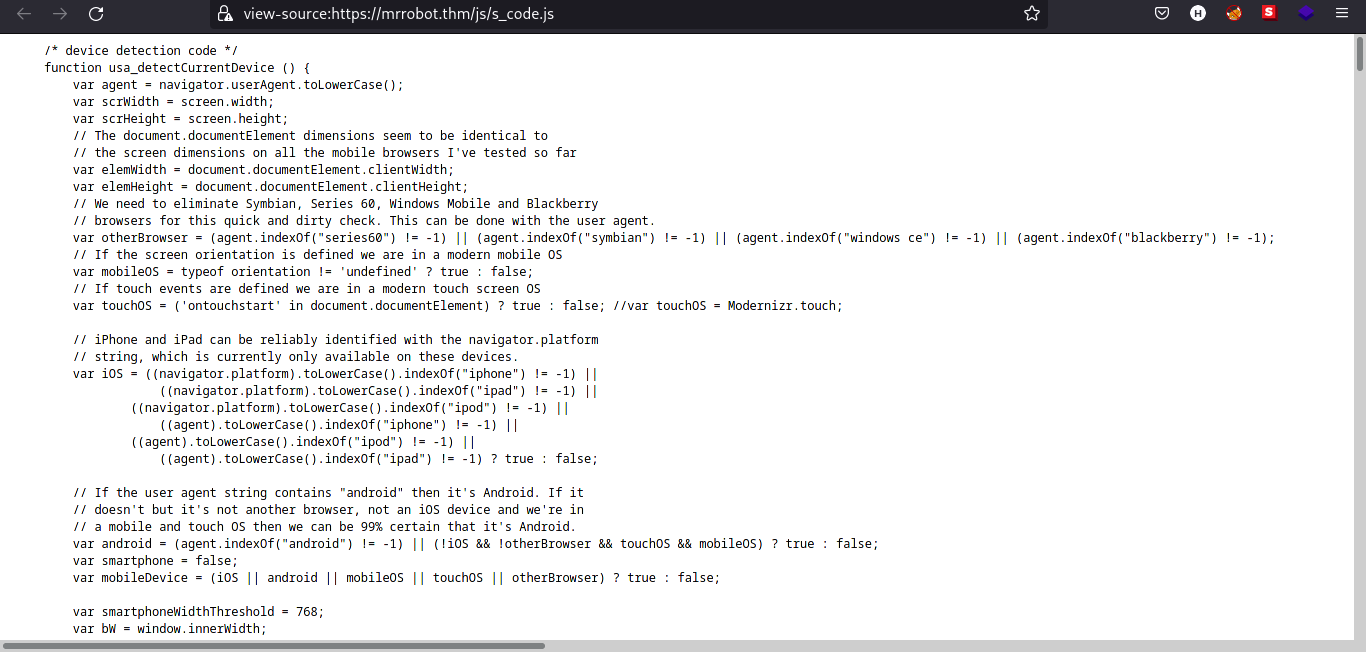 view-source:https://mrrobot.thm/js/s_code.js
H
S
/* device detection code */
function usa_detectCurrentDevice () {
    var agent = navigator.userAgent.toLowerCase();
    var scrWidth = screen.width;
    var scrHeight = screen.height;
    // The document.documentElement dimensions seem to be identical to
    // the screen dimensions on all the mobile browsers I've tested so far
    var elemWidth = document.documentElement.clientWidth;
    var elemHeight = document.documentElement.clientHeight;
    // We need to eliminate Symbian, Series 60, Windows Mobile and Blackberry
    // browsers for this quick and dirty check. This can be done with the user agent.
    var otherBrowser = (agent.indexOf("series60") != -1) || (agent.indexOf("symbian") != -1) || (agent.indexOf("windows ce") != -1) || (agent.indexOf("blackberry") != -1);
    // If the screen orientation is defined we are in a modern mobile OS
    var mobileOS = typeof orientation != 'undefined' ? true : false;
    // If touch events are defined we are in a modern touch screen OS
    var touchOS = ('ontouchstart' in document.documentElement) ? true : false; //var touchOS = Modernizr.touch;

    // iPhone and iPad can be reliably identified with the navigator.platform
    // string, which is currently only available on these devices.
    var iOS = ((navigator.platform).toLowerCase().indexOf("iphone") != -1) ||
                ((navigator.platform).toLowerCase().indexOf("ipad") != -1) ||
            ((navigator.platform).toLowerCase().indexOf("ipod") != -1) ||
                ((agent).toLowerCase().indexOf("iphone") != -1) ||
            ((agent).toLowerCase().indexOf("ipod") != -1) ||
                ((agent).toLowerCase().indexOf("ipad") != -1) ? true : false;

    // If the user agent string contains "android" then it's Android. If it
    // doesn't but it's not another browser, not an iOS device and we're in
    // a mobile and touch OS then we can be 99% certain that it's Android.
    var android = (agent.indexOf("android") != -1) || (!iOS && !otherBrowser && touchOS && mobileOS) ? true : false;
    var smartphone = false;
    var mobileDevice = (iOS || android || mobileOS || touchOS || otherBrowser) ? true : false;

    var smartphoneWidthThreshold = 768;
    var bW = window.innerWidth;